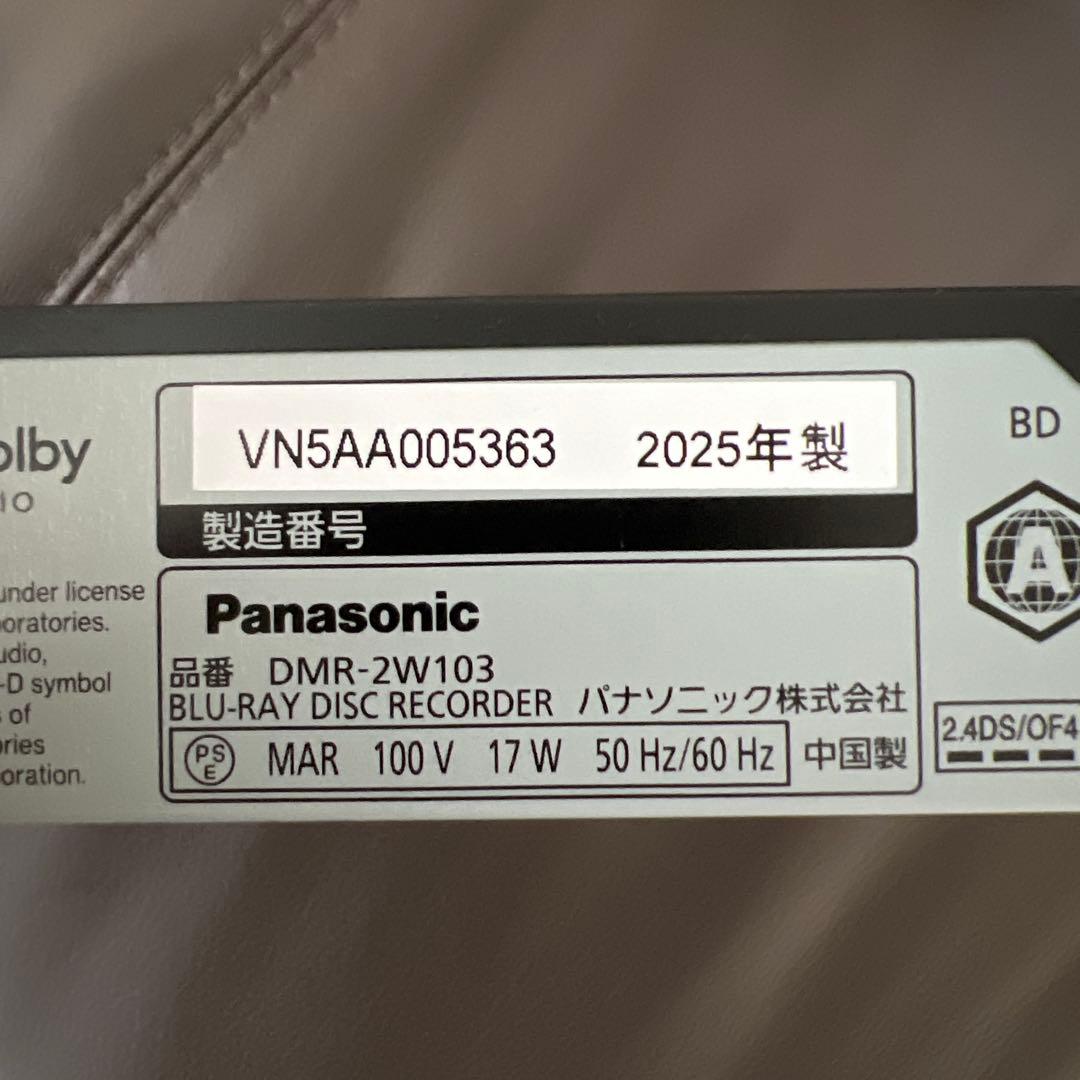 olby
IO
under license
oratories.
udio,
-D symbol
s of
ories
oration.
VN5AA005363 2025年製
製造番号
Panasonic
品番 DMR-2W103
BLU-RAY DISC RECORDER パナソニック株式会社
PSE MAR 100 V 17 W 50 Hz/60 Hz 中国製
BD
A
2.4DS/OF4